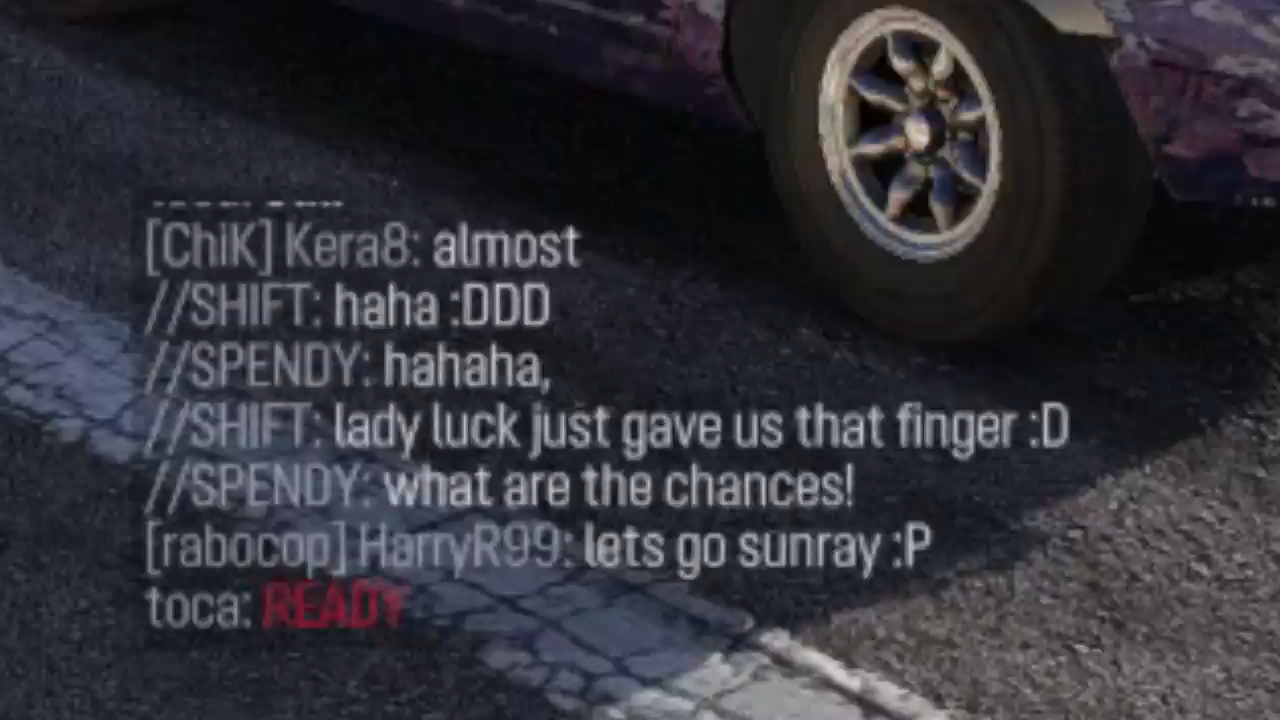 [ChiK] Kera8: almost
//SHIFT: haha :DDD
//SPENDY: hahaha,
//SHIFT: lady luck just gave us that finger :D
//SPENDY: what are the chances!
[rabocop] HarryR99: lets go sunray :P
toca: READY